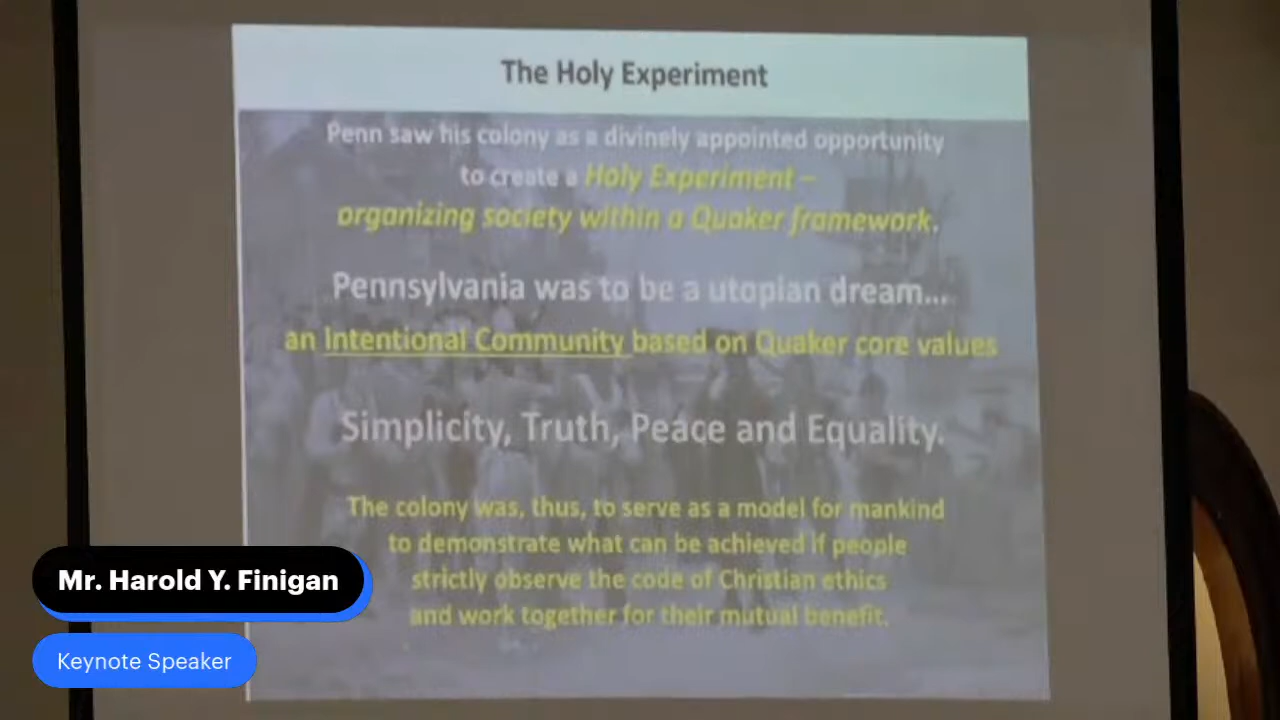 The Holy Experiment
Penn saw his colony as a divinely appointed opportunity
to create a Holy Experiment –
organizing society within a Quaker framework.
Pennsylvania was to be a utopian dream...
an Intentional Community based on Quaker core values
Simplicity, Truth, Peace and Equality.
The colony was, thus, to serve as a model for mankind
to demonstrate what can be achieved if people
strictly observe the code of Christian ethics
and work together for their mutual benefit.
Mr. Harold Y. Finigan
Keynote Speaker